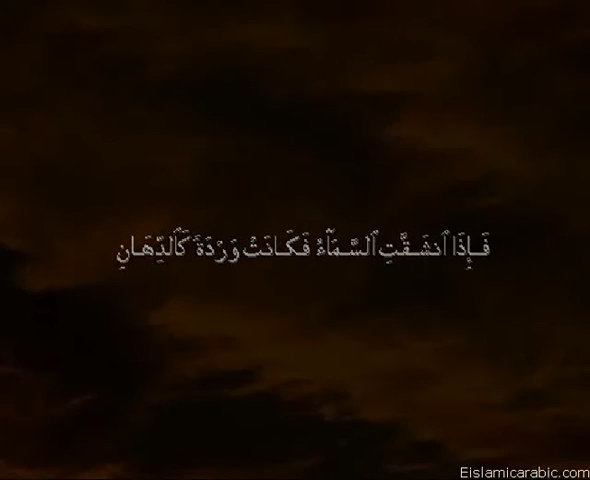 فَإِذَا ٱنشَقَّتِ ٱلسَّمَآءُ فَكَانَتْ وَرْدَةً كَٱلدِّهَانِ
Eislamicarabic.com